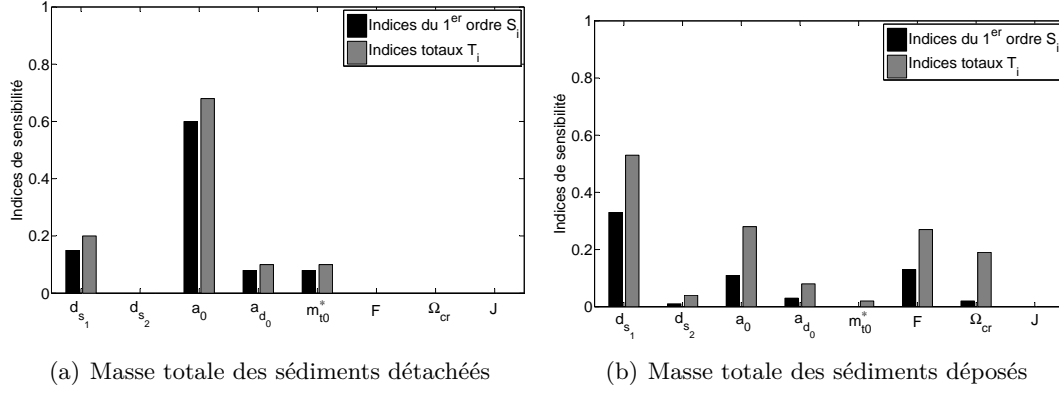 Indices du 1er ordre Si
Indices totaux Ti
Indices de sensibilité
1
0.8
0.6
0.4
0.2
0
ds1 ds2 a0 ad0 m*t0 F Ωcr J
(a) Masse totale des sédiments détachéés
Indices du 1er ordre Si
Indices totaux Ti
Indices de sensibilité
1
0.8
0.6
0.4
0.2
0
ds1 ds2 a0 ad0 m*t0 F Ωcr J
(b) Masse totale des sédiments déposés